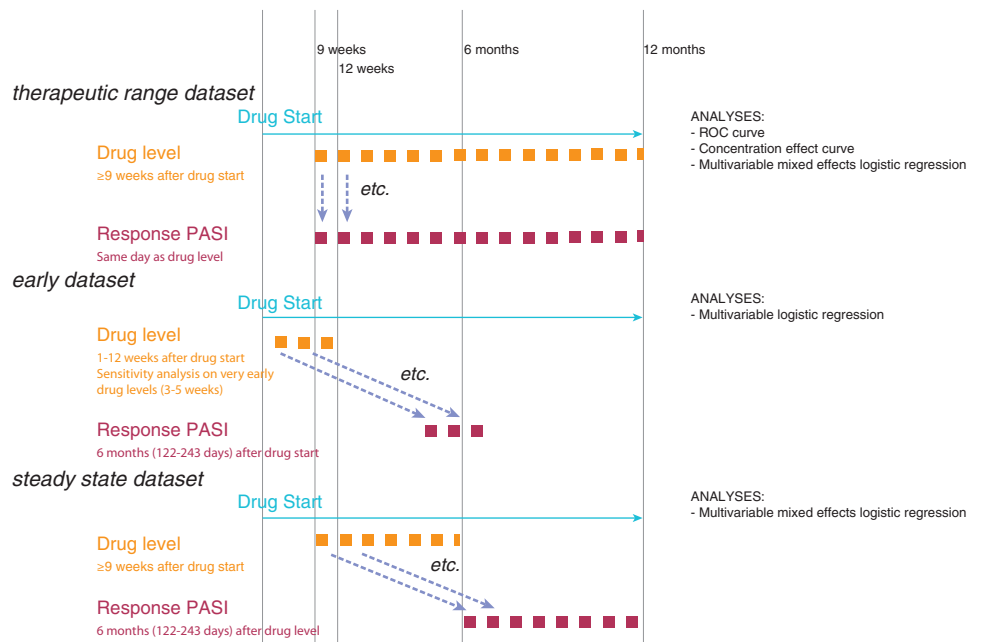 9 weeks
6 months
12 months
12 weeks
therapeutic range dataset
Drug Start
ANALYSES:
- ROC curve
- Concentration effect curve
- Multivariable mixed effects logistic regression
Drug level
≥9 weeks after drug start
etc.
Response PASI
Same day as drug level
early dataset
Drug Start
ANALYSES:
- Multivariable logistic regression
Drug level
1-12 weeks after drug start
Sensitivity analysis on very early
drug levels (3-5 weeks)
etc.
Response PASI
6 months (122-243 days) after drug start
steady state dataset
Drug Start
ANALYSES:
- Multivariable mixed effects logistic regression
Drug level
≥9 weeks after drug start
etc.
Response PASI
6 months (122-243 days) after drug level